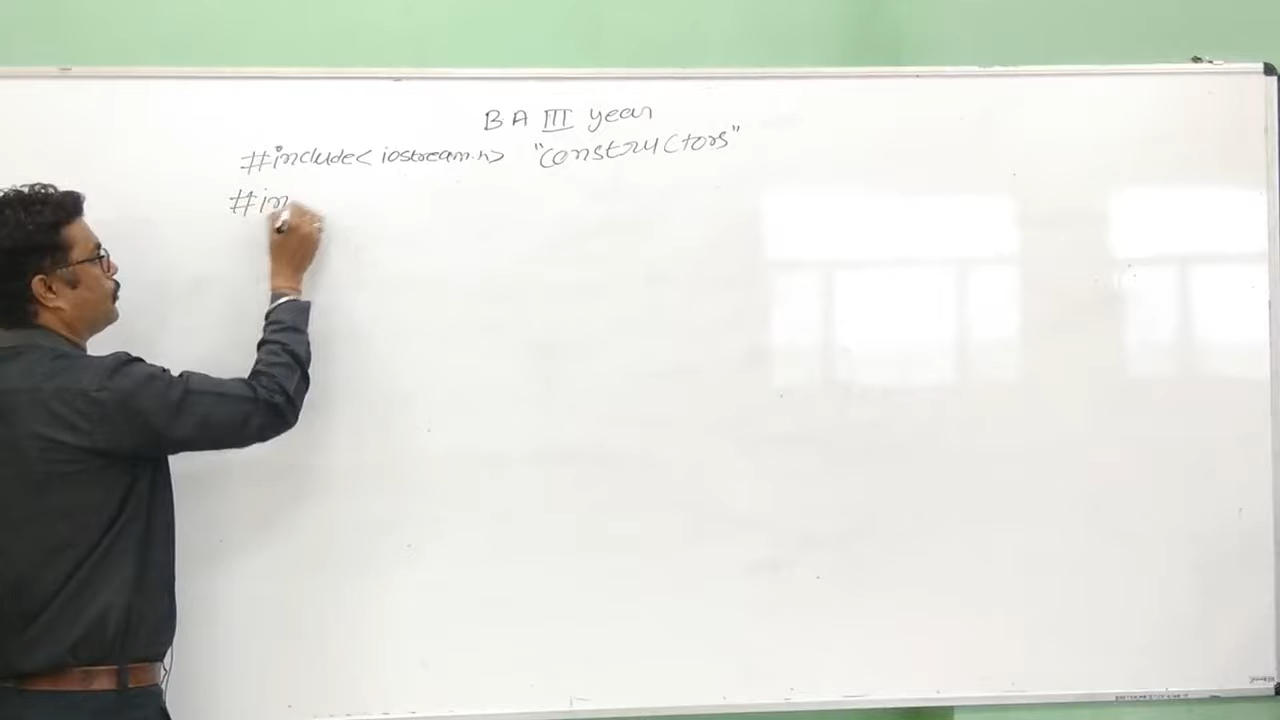 B A III year
#include< iostream.h> "constructors"
#in